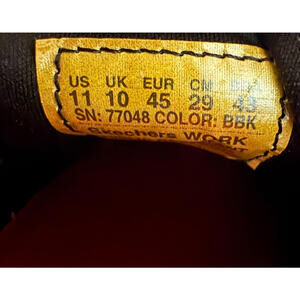 US UK EUR CM
11 10 45 29
SN: 77048 COLOR: BBK
Skechers WORK